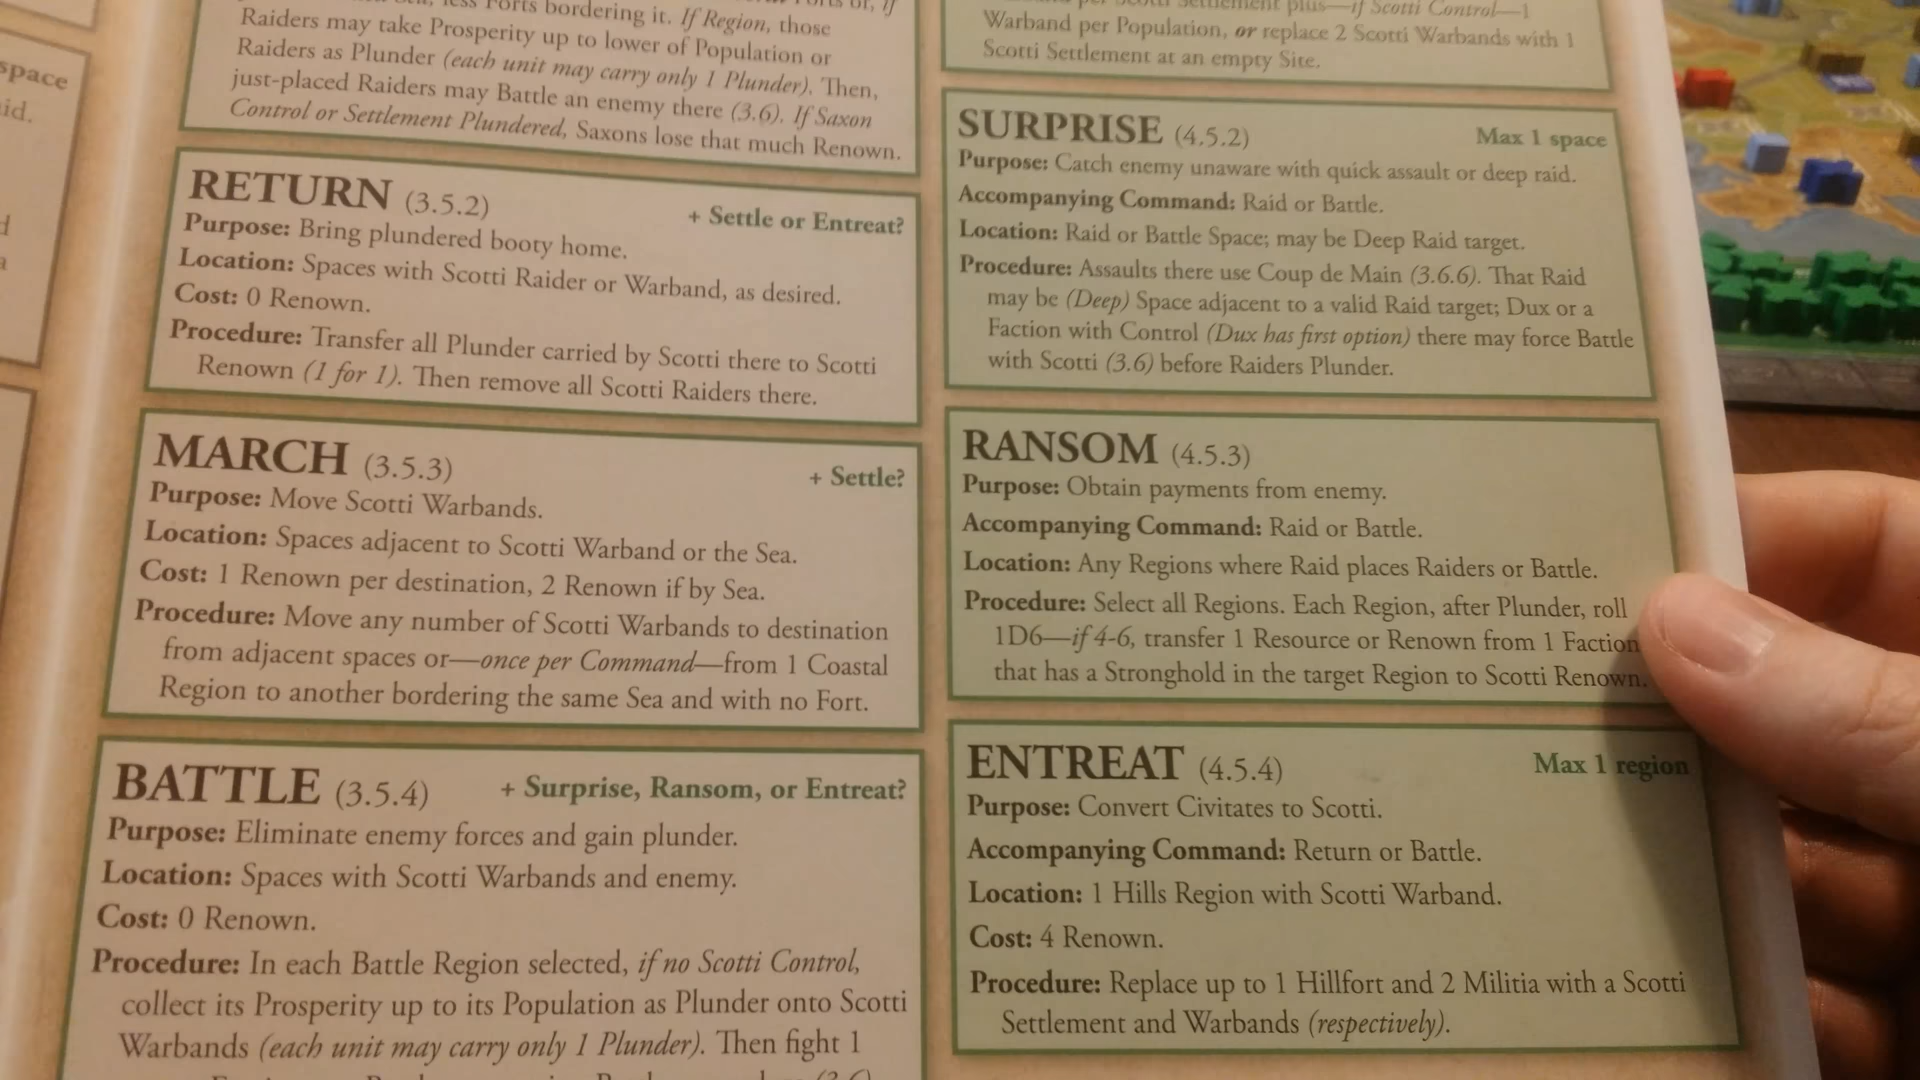 space
id.
less Forts bordering it. If Region, those
Raiders may take Prosperity up to lower of Population or
Raiders as Plunder (each unit may carry only 1 Plunder). Then,
just-placed Raiders may Battle an enemy there (3.6). If Saxon
Control or Settlement Plundered, Saxons lose that much Renown.
RETURN (3.5.2)
+ Settle or Entreat?
Purpose: Bring plundered booty home.
Location: Spaces with Scotti Raider or Warband, as desired.
Cost: 0 Renown.
Procedure: Transfer all Plunder carried by Scotti there to Scotti
Renown (1 for 1). Then remove all Scotti Raiders there.
MARCH (3.5.3)
+ Settle?
Purpose: Move Scotti Warbands.
Location: Spaces adjacent to Scotti Warband or the Sea.
Cost: 1 Renown per destination, 2 Renown if by Sea.
Procedure: Move any number of Scotti Warbands to destination
from adjacent spaces or—once per Command—from 1 Coastal
Region to another bordering the same Sea and with no Fort.
BATTLE (3.5.4)
+ Surprise, Ransom, or Entreat?
Purpose: Eliminate enemy forces and gain plunder.
Location: Spaces with Scotti Warbands and enemy.
Cost: 0 Renown.
Procedure: In each Battle Region selected, if no Scotti Control,
collect its Prosperity up to its Population as Plunder onto Scotti
Warbands (each unit may carry only 1 Plunder). Then fight 1
per Scotti Settlement plus—if Scotti Control—1
Warband per Population, or replace 2 Scotti Warbands with 1
Scotti Settlement at an empty Site.
SURPRISE (4.5.2)
Max 1 space
Purpose: Catch enemy unaware with quick assault or deep raid.
Accompanying Command: Raid or Battle.
Location: Raid or Battle Space; may be Deep Raid target.
Procedure: Assaults there use Coup de Main (3.6.6). That Raid
may be (Deep) Space adjacent to a valid Raid target; Dux or a
Faction with Control (Dux has first option) there may force Battle
with Scotti (3.6) before Raiders Plunder.
RANSOM (4.5.3)
Purpose: Obtain payments from enemy.
Accompanying Command: Raid or Battle.
Location: Any Regions where Raid places Raiders or Battle.
Procedure: Select all Regions. Each Region, after Plunder, roll
1D6—if 4-6, transfer 1 Resource or Renown from 1 Faction
that has a Stronghold in the target Region to Scotti Renown.
ENTREAT (4.5.4)
Max 1 region
Purpose: Convert Civitates to Scotti.
Accompanying Command: Return or Battle.
Location: 1 Hills Region with Scotti Warband.
Cost: 4 Renown.
Procedure: Replace up to 1 Hillfort and 2 Militia with a Scotti
Settlement and Warbands (respectively).